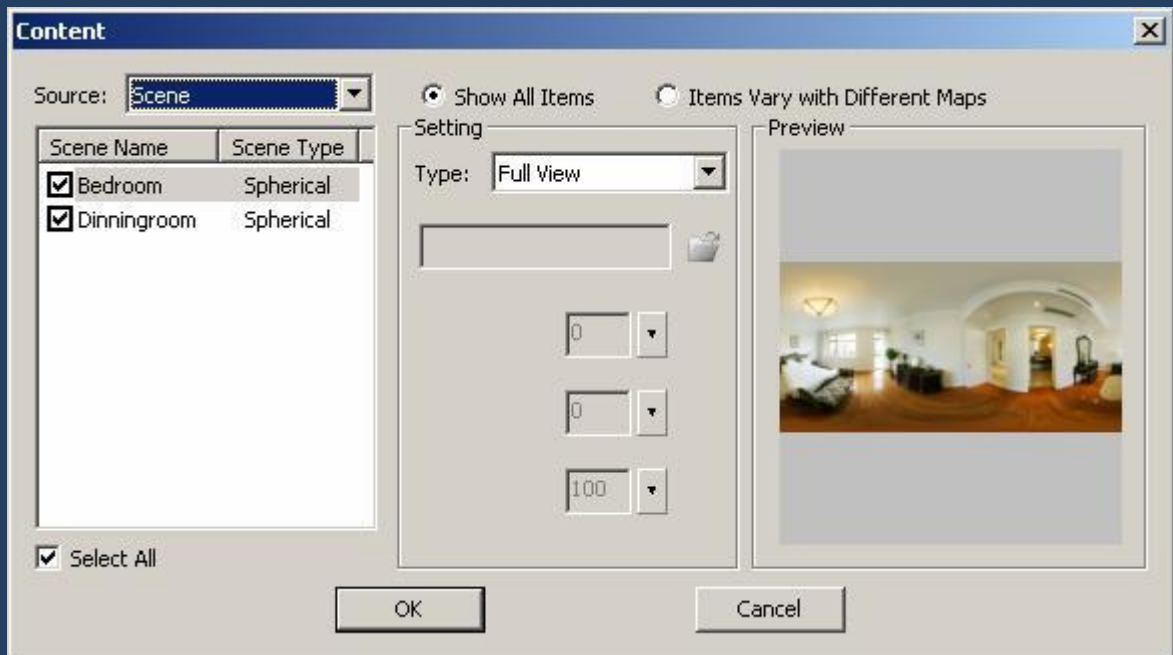 Content
Source: Scene
Show All Items
Items Vary with Different Maps
Scene Name Scene Type
Bedroom Spherical
Dinningroom Spherical
Select All
Setting
Type: Full View
0
0
100
Preview
OK
Cancel